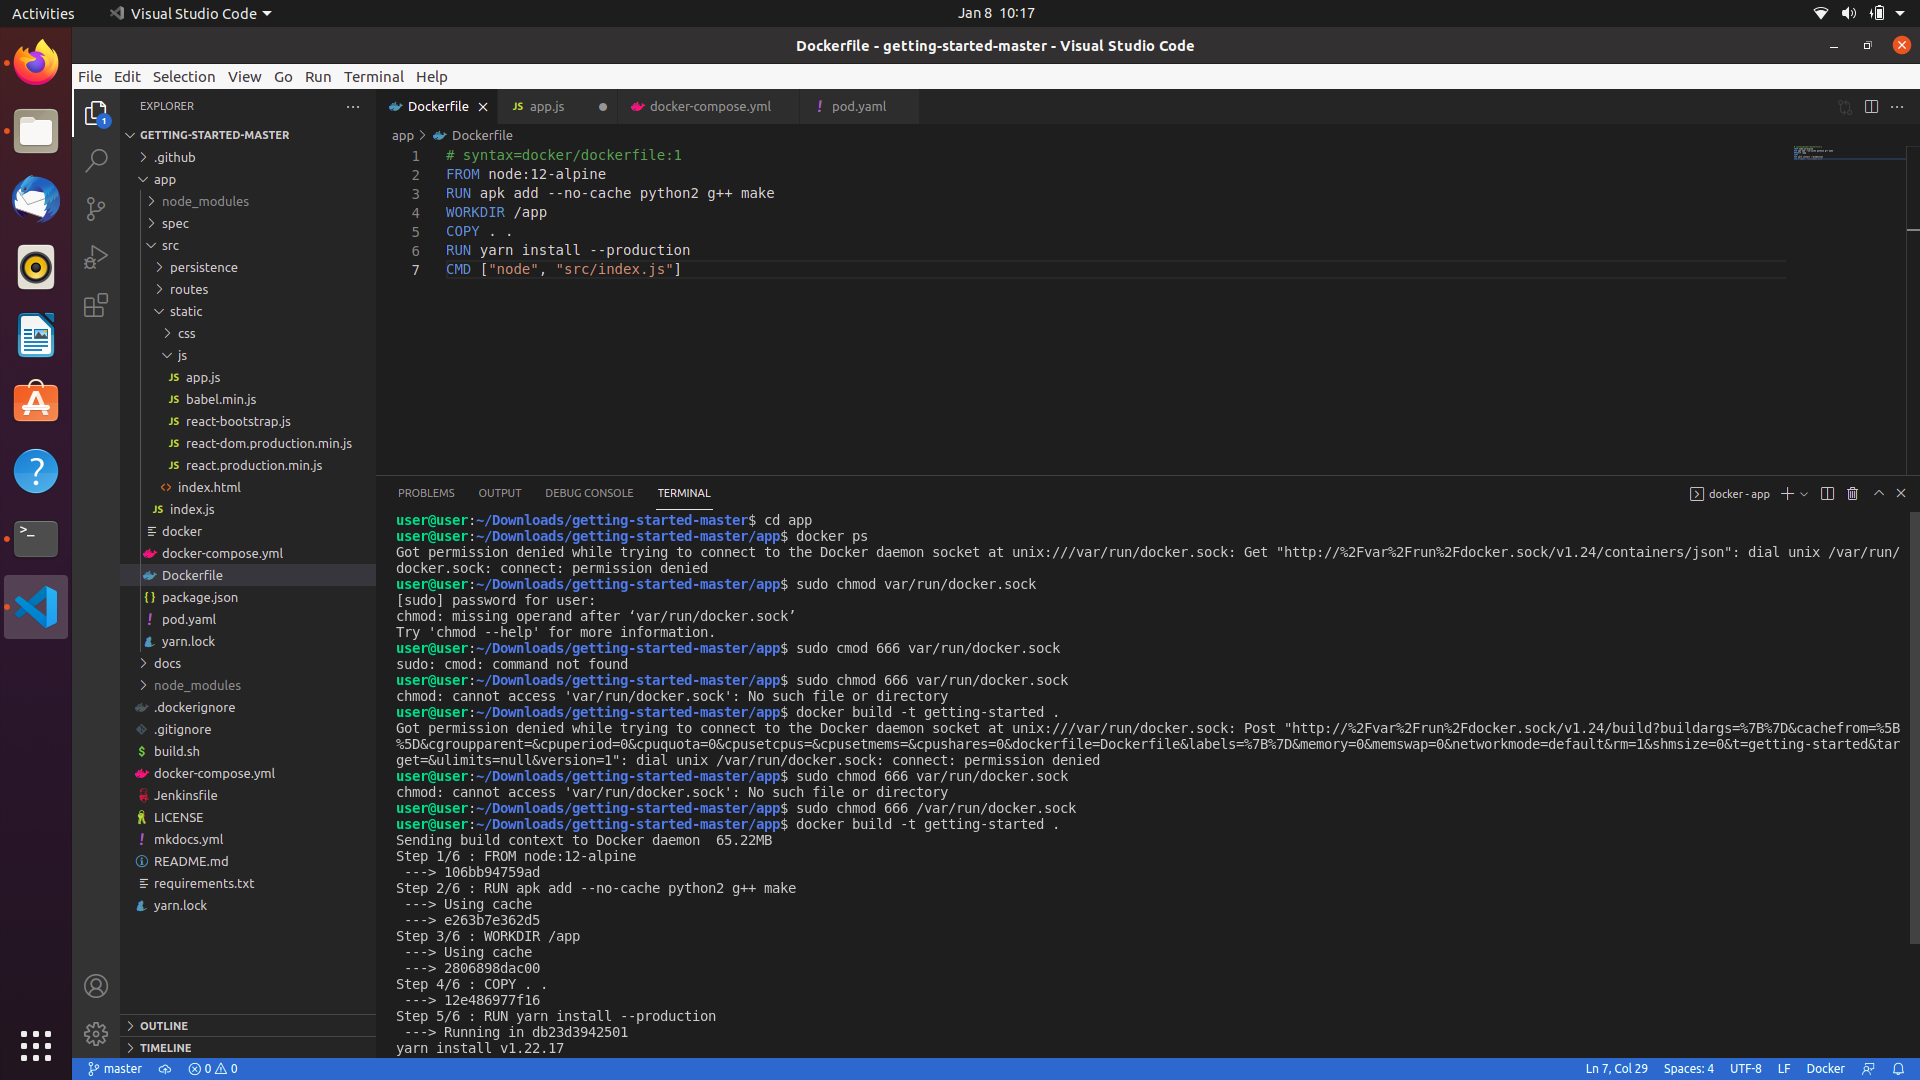 Activities
Visual Studio Code
Jan 8 10:17
Dockerfile - getting-started-master - Visual Studio Code
File Edit Selection View Go Run Terminal Help
1
EXPLORER
GETTING-STARTED-MASTER
.github
app
node_modules
spec
src
persistence
routes
static
css
js
JS app.js
JS babel.min.js
JS react-bootstrap.js
JS react-dom.production.min.js
JS react.production.min.js
index.html
JS index.js
docker
docker-compose.yml
Dockerfile
package.json
pod.yaml
yarn.lock
docs
node_modules
.dockerignore
.gitignore
build.sh
docker-compose.yml
Jenkinsfile
LICENSE
mkdocs.yml
README.md
requirements.txt
yarn.lock
OUTLINE
TIMELINE
Dockerfile
JS app.js
docker-compose.yml
pod.yaml
app > Dockerfile
1 # syntax=docker/dockerfile:1
2 FROM node:12-alpine
3 RUN apk add --no-cache python2 g++ make
4 WORKDIR /app
5 COPY . .
6 RUN yarn install --production
7 CMD ["node", "src/index.js"]
PROBLEMS OUTPUT DEBUG CONSOLE TERMINAL
docker - app
user@user:~/Downloads/getting-started-master$ cd app
user@user:~/Downloads/getting-started-master/app$ docker ps
Got permission denied while trying to connect to the Docker daemon socket at unix:///var/run/docker.sock: Get "http://%2Fvar%2Frun%2Fdocker.sock/v1.24/containers/json": dial unix /var/run/
docker.sock: connect: permission denied
user@user:~/Downloads/getting-started-master/app$ sudo chmod var/run/docker.sock
[sudo] password for user:
chmod: missing operand after ‘var/run/docker.sock’
Try 'chmod --help' for more information.
user@user:~/Downloads/getting-started-master/app$ sudo cmod 666 var/run/docker.sock
sudo: cmod: command not found
user@user:~/Downloads/getting-started-master/app$ sudo chmod 666 var/run/docker.sock
chmod: cannot access 'var/run/docker.sock': No such file or directory
user@user:~/Downloads/getting-started-master/app$ docker build -t getting-started .
Got permission denied while trying to connect to the Docker daemon socket at unix:///var/run/docker.sock: Post "http://%2Fvar%2Frun%2Fdocker.sock/v1.24/build?buildargs=%7B%7D&cachefrom=%5B
%5D&cgroupparent=&cpuperiod=0&cpuquota=0&cpusetcpus=&cpusetmems=&cpushares=0&dockerfile=Dockerfile&labels=%7B%7D&memory=0&memswap=0&networkmode=default&rm=1&shmsize=0&t=getting-started&tar
get=&ulimits=null&version=1": dial unix /var/run/docker.sock: connect: permission denied
user@user:~/Downloads/getting-started-master/app$ sudo chmod 666 var/run/docker.sock
chmod: cannot access 'var/run/docker.sock': No such file or directory
user@user:~/Downloads/getting-started-master/app$ sudo chmod 666 /var/run/docker.sock
user@user:~/Downloads/getting-started-master/app$ docker build -t getting-started .
Sending build context to Docker daemon  65.22MB
Step 1/6 : FROM node:12-alpine
---> 106bb94759ad
Step 2/6 : RUN apk add --no-cache python2 g++ make
---> Using cache
---> e263b7e362d5
Step 3/6 : WORKDIR /app
---> Using cache
---> 2806898dac00
Step 4/6 : COPY . .
---> 12e486977f16
Step 5/6 : RUN yarn install --production
---> Running in db23d3942501
yarn install v1.22.17
master
0 0
Ln 7, Col 29 Spaces: 4 UTF-8 LF Docker